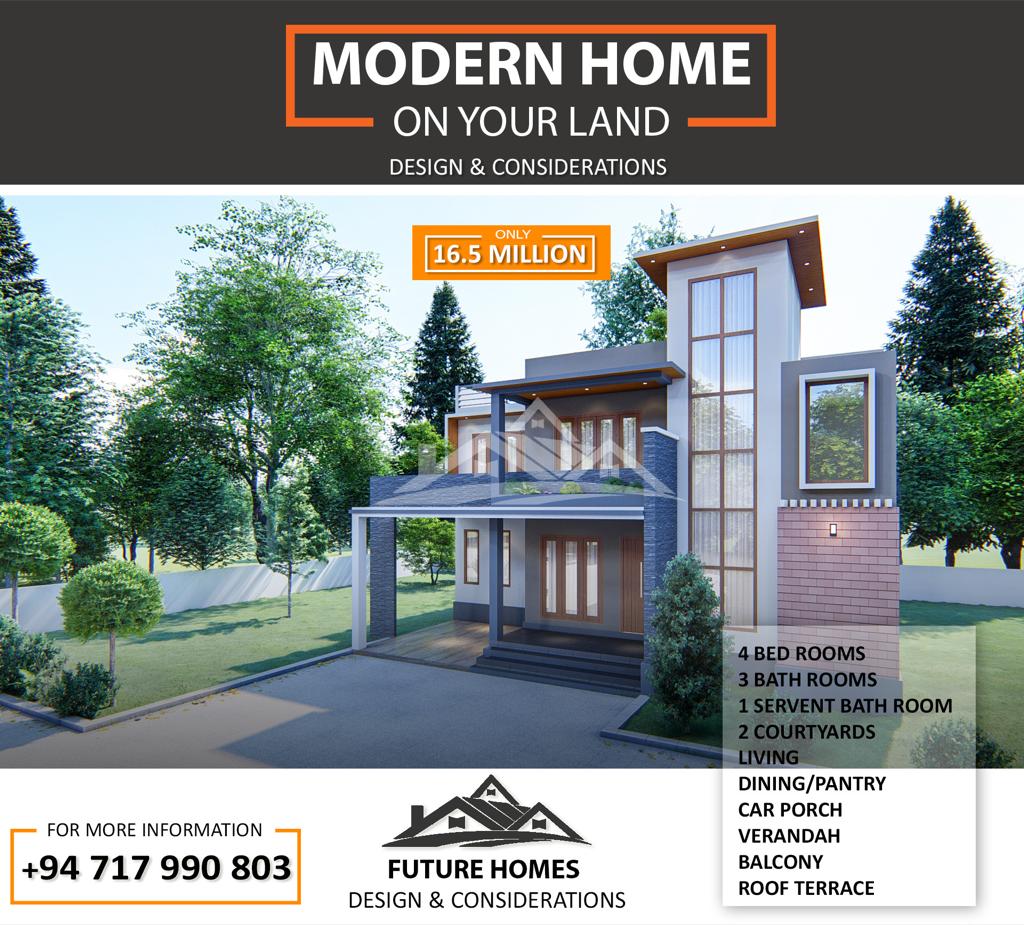 MODERN HOME
ON YOUR LAND
DESIGN & CONSIDERATIONS
ONLY
16.5 MILLION
4 BED ROOMS
3 BATH ROOMS
1 SERVENT BATH ROOM
2 COURTYARDS
LIVING
DINING/PANTRY
CAR PORCH
VERANDAH
BALCONY
ROOF TERRACE
FOR MORE INFORMATION
+94 717 990 803
FUTURE HOMES
DESIGN & CONSIDERATIONS